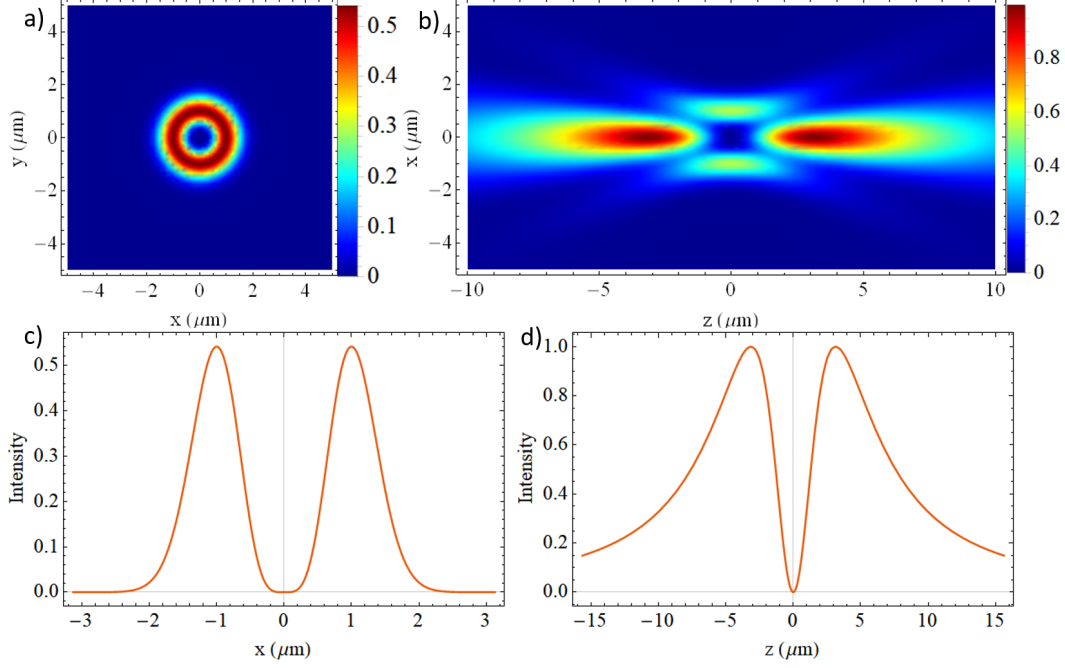 a)
4
2
0
−2
−4
y (μm)
−4 −2 0 2 4
x (μm)
0.5
0.4
0.3
0.2
0.1
0
b)
4
2
0
−2
−4
x (μm)
−10 −5 0 5 10
z (μm)
0.8
0.6
0.4
0.2
0
c)
0.5
0.4
0.3
0.2
0.1
0.0
Intensity
−3 −2 −1 0 1 2 3
x (μm)
d)
1.0
0.8
0.6
0.4
0.2
0.0
Intensity
−15 −10 −5 0 5 10 15
z (μm)